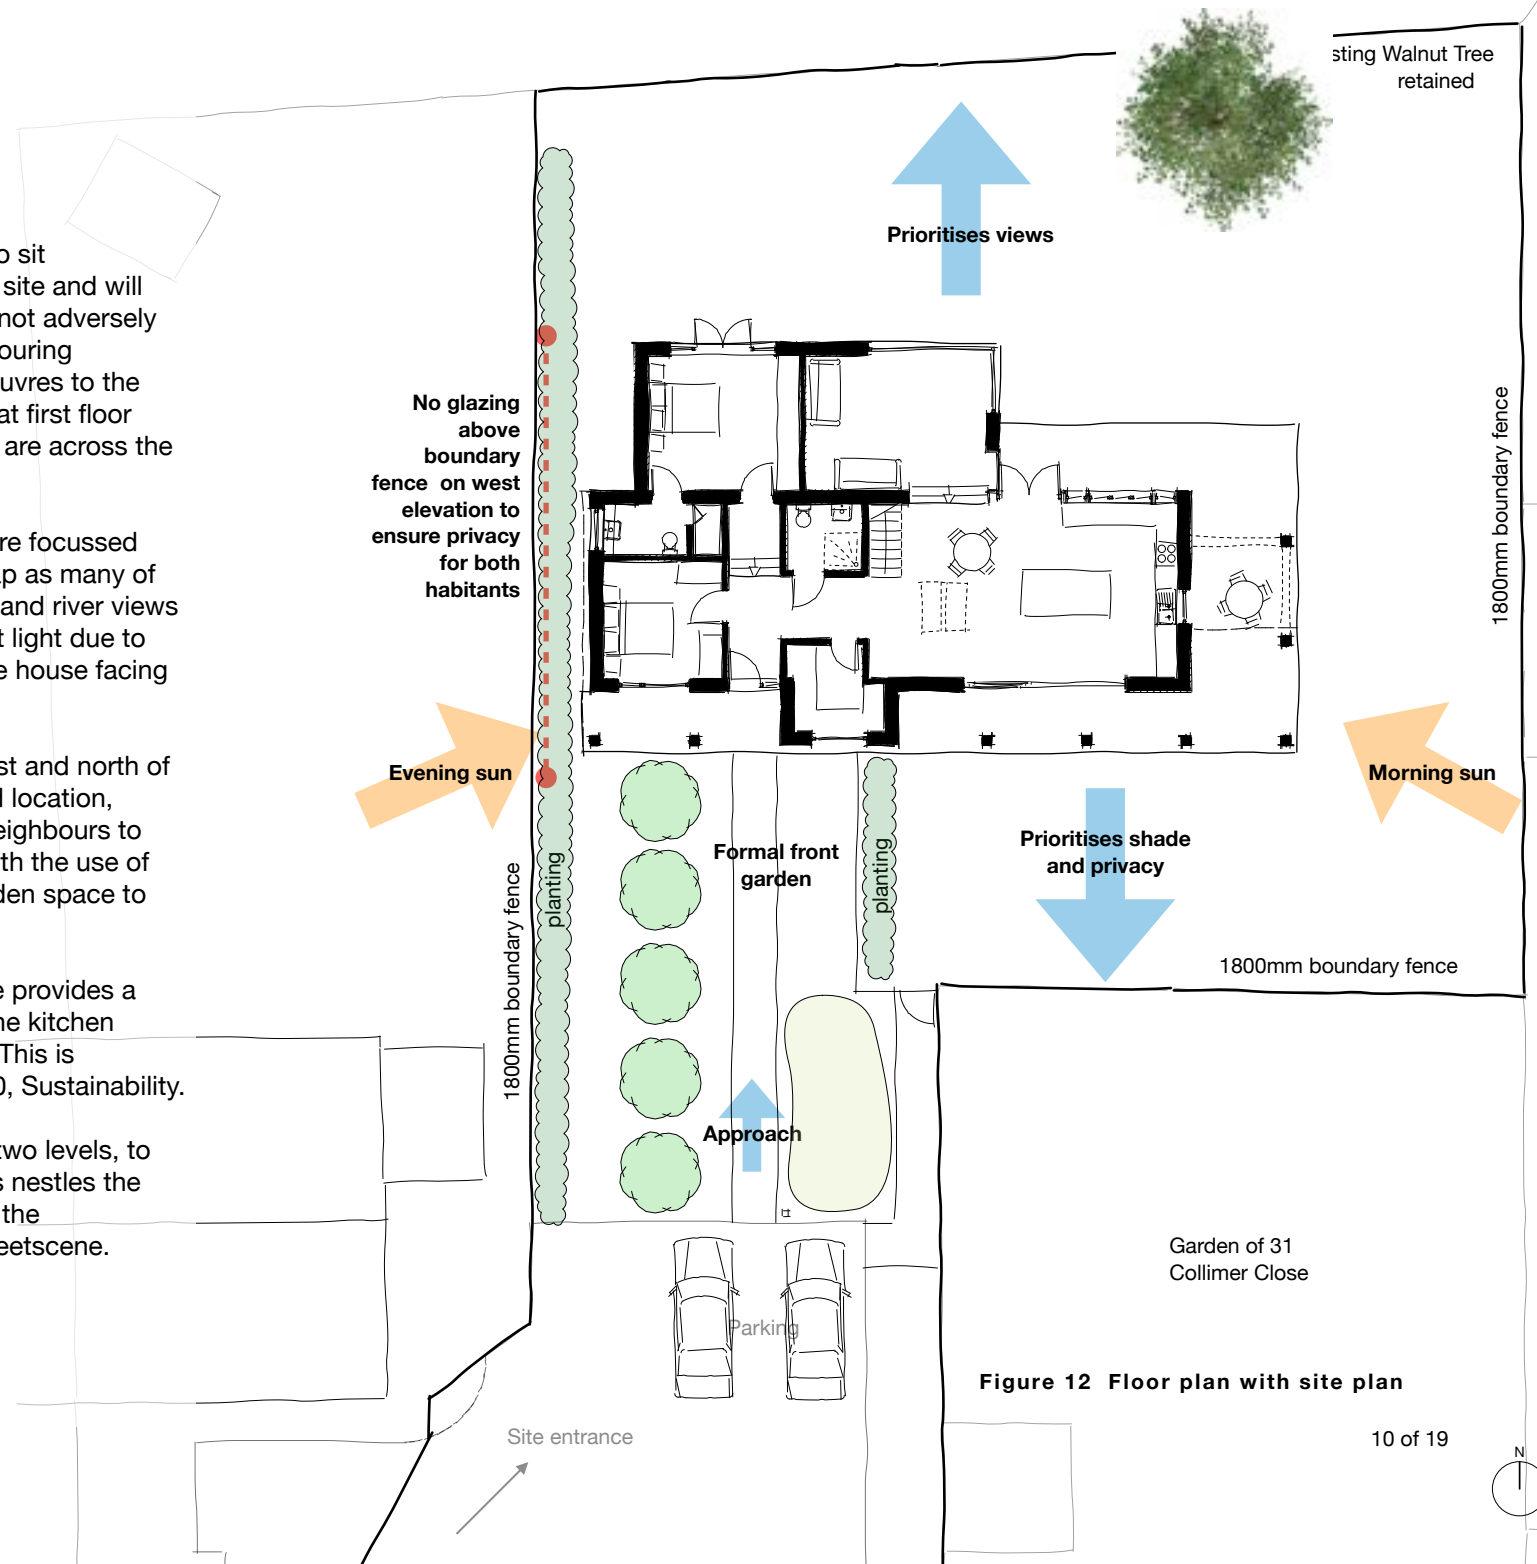 sting Walnut Tree
retained
Prioritises views
o sit
site and will
not adversely
ouring
uvres to the
at first floor
are across the
re focussed
ap as many of
and river views
t light due to
e house facing
st and north of
l location,
eighbours to
th the use of
den space to
e provides a
he kitchen
This is
0, Sustainability.
two levels, to
s nestles the
the
eetscene.
No glazing
above
boundary
fence on west
elevation to
ensure privacy
for both
habitants
1800mm boundary fence
Evening sun
Morning sun
Prioritises shade
and privacy
Formal front
garden
planting
planting
1800mm boundary fence
1800mm boundary fence
Approach
Garden of 31
Collimer Close
Parking
Figure 12 Floor plan with site plan
Site entrance
10 of 19
N